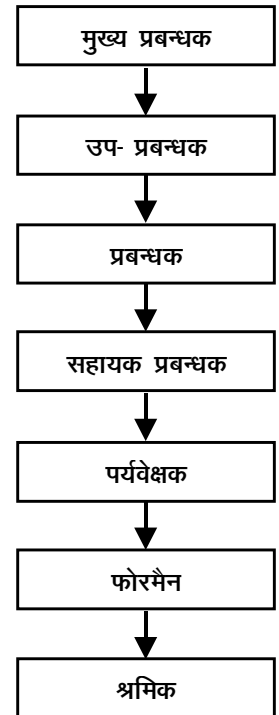 मुख्य प्रबन्धक
उप- प्रबन्धक
प्रबन्धक
सहायक प्रबन्धक
पर्यवेक्षक
फोरमैन
श्रमिक